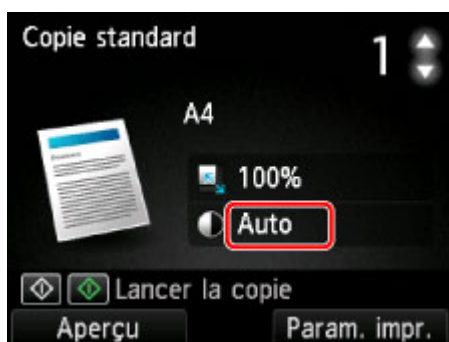 Copie standard
1
A4
100%
Auto
Lancer la copie
Aperçu
Param. impr.